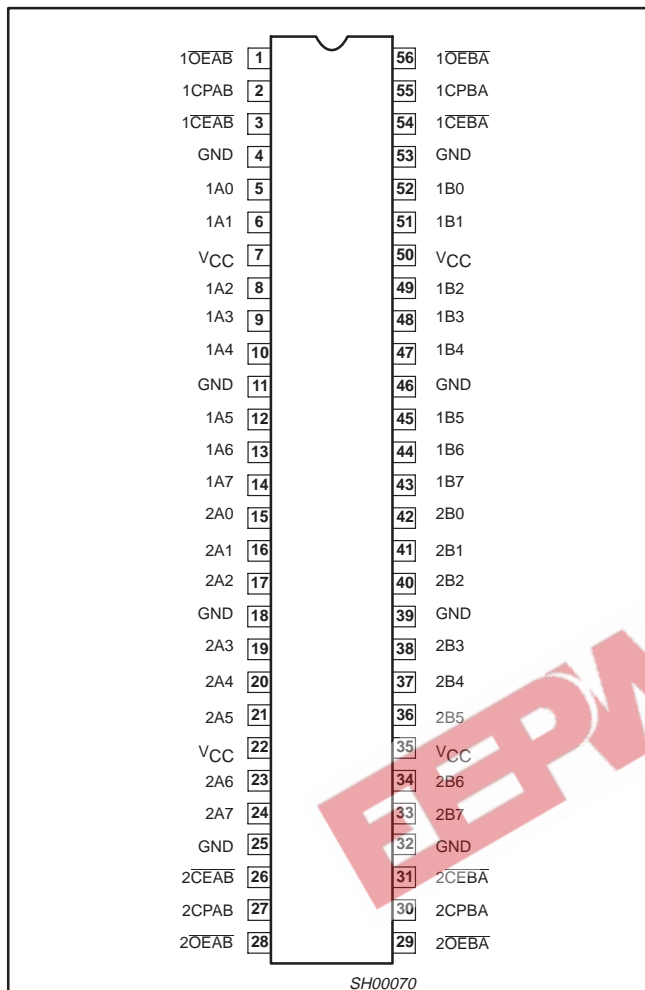 1OEAB 1 56 1OEBA
1CPAB 2 55 1CPBA
1CEAB 3 54 1CEBA
GND 4 53 GND
1A0 5 52 1B0
1A1 6 51 1B1
VCC 7 50 VCC
1A2 8 49 1B2
1A3 9 48 1B3
1A4 10 47 1B4
GND 11 46 GND
1A5 12 45 1B5
1A6 13 44 1B6
1A7 14 43 1B7
2A0 15 42 2B0
2A1 16 41 2B1
2A2 17 40 2B2
GND 18 39 GND
2A3 19 38 2B3
2A4 20 37 2B4
2A5 21 36 2B5
VCC 22 35 VCC
2A6 23 34 2B6
2A7 24 33 2B7
GND 25 32 GND
2CEAB 26 31 2CEBA
2CPAB 27 30 2CPBA
2OEAB 28 29 2OEBA
SH00070